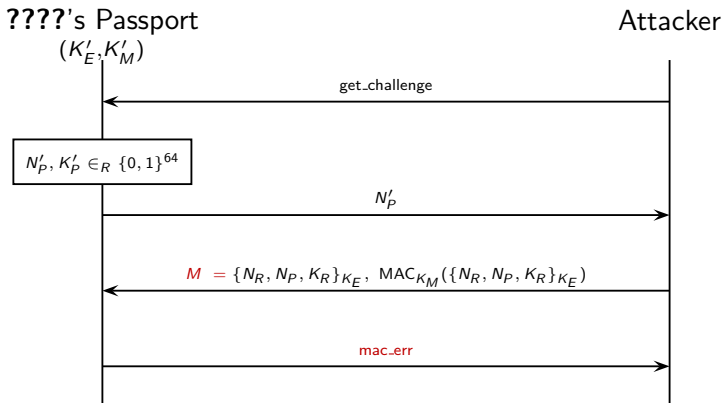 ????'s Passport
Attacker
(K′_E,K′_M)
get_challenge
N′_P, K′_P ∈_R {0, 1}^64
N′_P
M = {N_R, N_P, K_R}_{K_E}, MAC_{K_M}({N_R, N_P, K_R}_{K_E})
mac_err